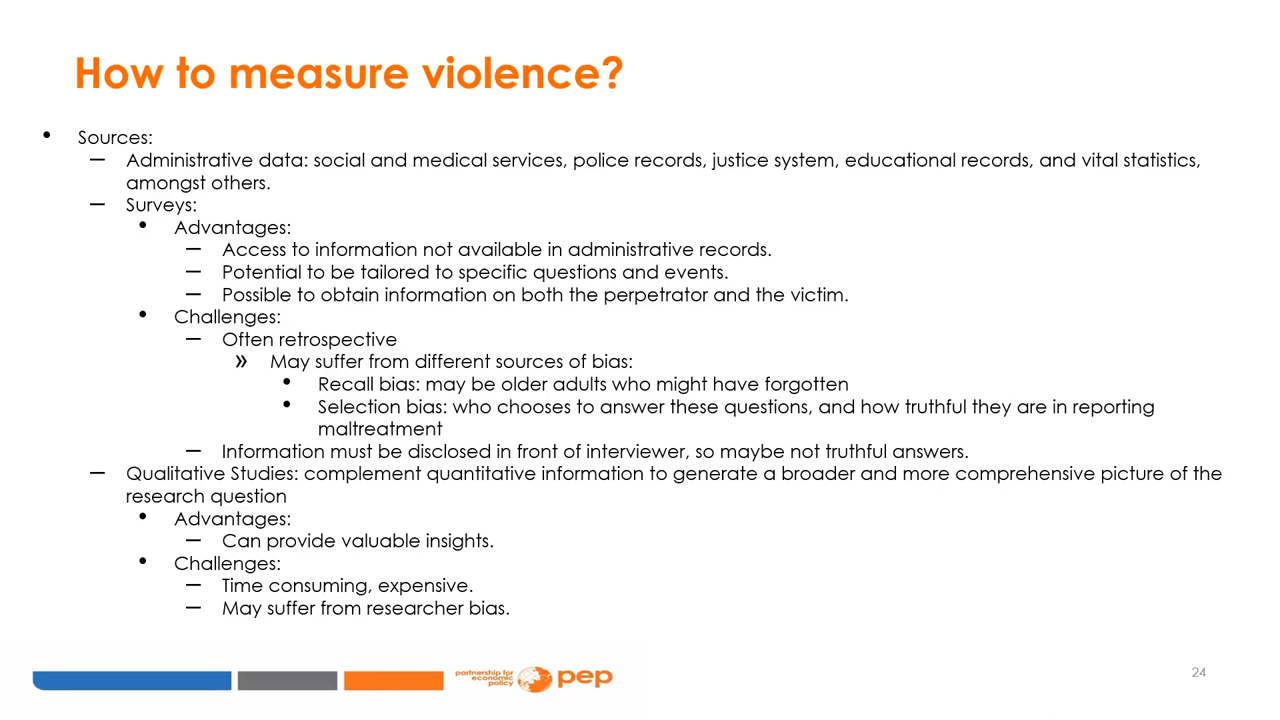 How to measure violence?
• Sources:
– Administrative data: social and medical services, police records, justice system, educational records, and vital statistics,
amongst others.
– Surveys:
• Advantages:
– Access to information not available in administrative records.
– Potential to be tailored to specific questions and events.
– Possible to obtain information on both the perpetrator and the victim.
• Challenges:
– Often retrospective
» May suffer from different sources of bias:
• Recall bias: may be older adults who might have forgotten
• Selection bias: who chooses to answer these questions, and how truthful they are in reporting
maltreatment
– Information must be disclosed in front of interviewer, so maybe not truthful answers.
– Qualitative Studies: complement quantitative information to generate a broader and more comprehensive picture of the
research question
• Advantages:
– Can provide valuable insights.
• Challenges:
– Time consuming, expensive.
– May suffer from researcher bias.
partnership for
economic
policy
pep
24